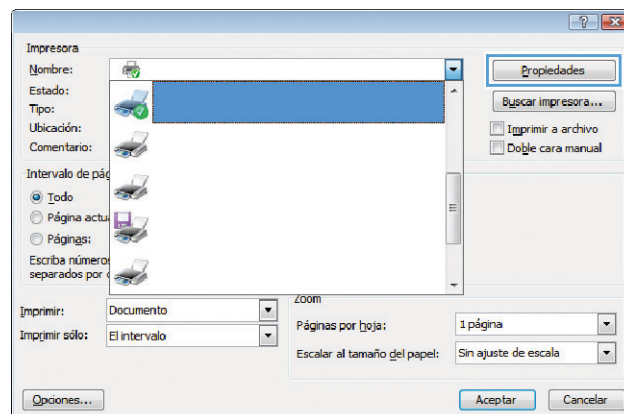 Impresora
Nombre:
Propiedades
Estado:
Tipo:
Buscar impresora...
Ubicación:
Imprimir a archivo
Comentario:
Doble cara manual
Intervalo de pág
Todo
Página actu
Páginas:
Escriba número
separados por
Imprimir:
Documento
Imprimir sólo:
El intervalo
Zoom
Páginas por hoja:
1 página
Escalar al tamaño del papel:
Sin ajuste de escala
Opciones...
Aceptar
Cancelar